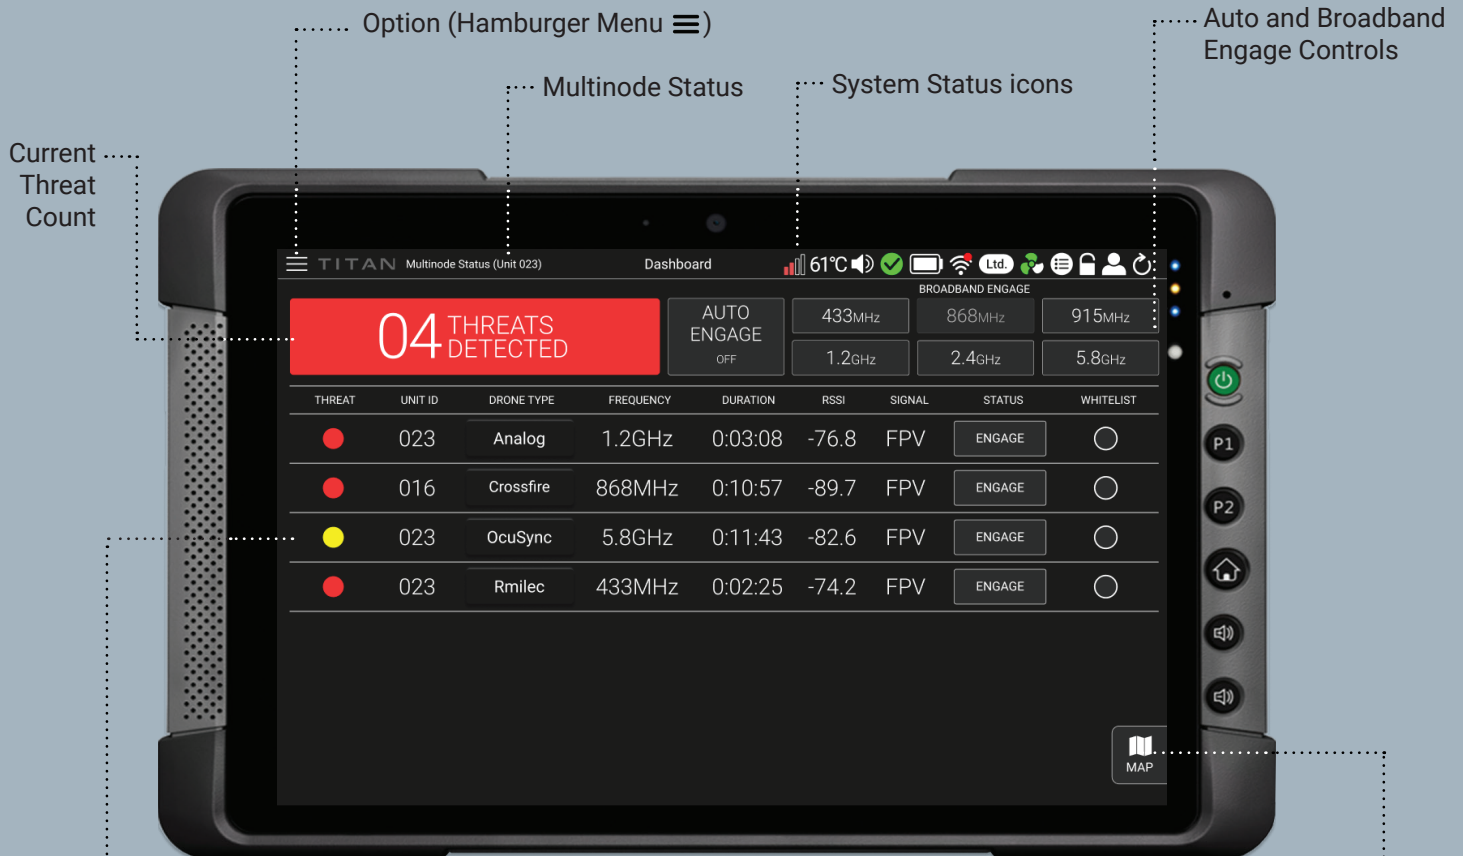 Option (Hamburger Menu ☰)
Auto and Broadband
Engage Controls
Multinode Status
System Status icons
Current
Threat
Count
TITAN Multinode Status (Unit 023) Dashboard 61°C Ltd.
BROADBAND ENGAGE
04 THREATS
DETECTED
AUTO
ENGAGE
OFF
433MHz 868MHz 915MHz
1.2GHz 2.4GHz 5.8GHz
THREAT UNIT ID DRONE TYPE FREQUENCY DURATION RSSI SIGNAL STATUS WHITELIST
023 Analog 1.2GHz 0:03:08 -76.8 FPV ENGAGE
016 Crossfire 868MHz 0:10:57 -89.7 FPV ENGAGE
023 OcuSync 5.8GHz 0:11:43 -82.6 FPV ENGAGE
023 Rmilec 433MHz 0:02:25 -74.2 FPV ENGAGE
MAP
P1
P2